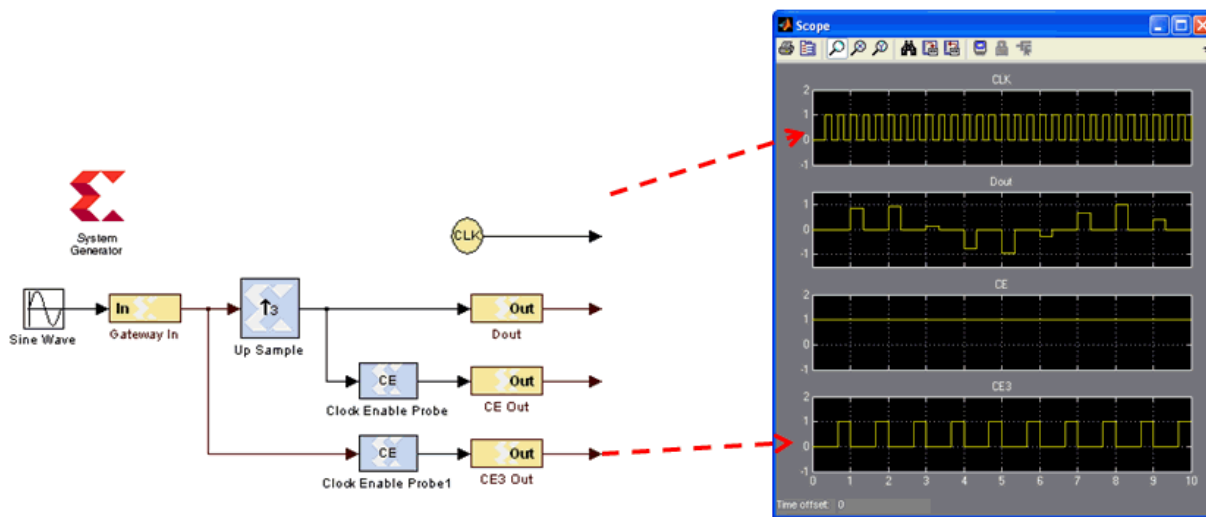 System
Generator
Sine Wave
In
Gateway In
3
Up Sample
CLK
Out
Dout
CE
Clock Enable Probe
Out
CE Out
CE
Clock Enable Probe1
Out
CE3 Out
Scope
CLK
2
1
0
-1
Dout
1
0
-1
CE
2
1
0
-1
CE3
2
1
0
-1
0 1 2 3 4 5 6 7 8 9 10
Time offset: 0